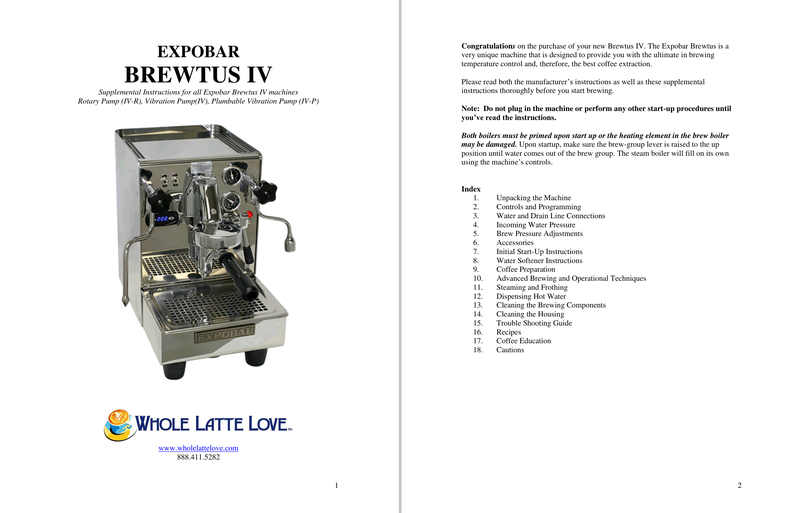 EXPOBAR
BREWTUS IV
Supplemental Instructions for all Expobar Brewtus IV machines
Rotary Pump (IV-R), Vibration Pump(IV), Plumbable Vibration Pump (IV-P)
202
EXPOBAR
WHOLE LATTE LOVE
www.wholelattelove.com
888.411.5282
1
Congratulations on the purchase of your new Brewtus IV. The Expobar Brewtus is a
very unique machine that is designed to provide you with the ultimate in brewing
temperature control and, therefore, the best coffee extraction.
Please read both the manufacturer's instructions as well as these supplemental
instructions thoroughly before you start brewing.
Note: Do not plug in the machine or perform any other start-up procedures until
you've read the instructions.
Both boilers must be primed upon start up or the heating element in the brew boiler
may be damaged. Upon startup, make sure the brew-group lever is raised to the up
position until water comes out of the brew group. The steam boiler will fill on its own
using the machine's controls.
Index
1. Unpacking the Machine
2. Controls and Programming
3. Water and Drain Line Connections
4. Incoming Water Pressure
5. Brew Pressure Adjustments
6. Accessories
7. Initial Start-Up Instructions
8. Water Softener Instructions
9. Coffee Preparation
10. Advanced Brewing and Operational Techniques
11. Steaming and Frothing
12. Dispensing Hot Water
13. Cleaning the Brewing Components
14. Cleaning the Housing
15. Trouble Shooting Guide
16. Recipes
17. Coffee Education
18. Cautions
2